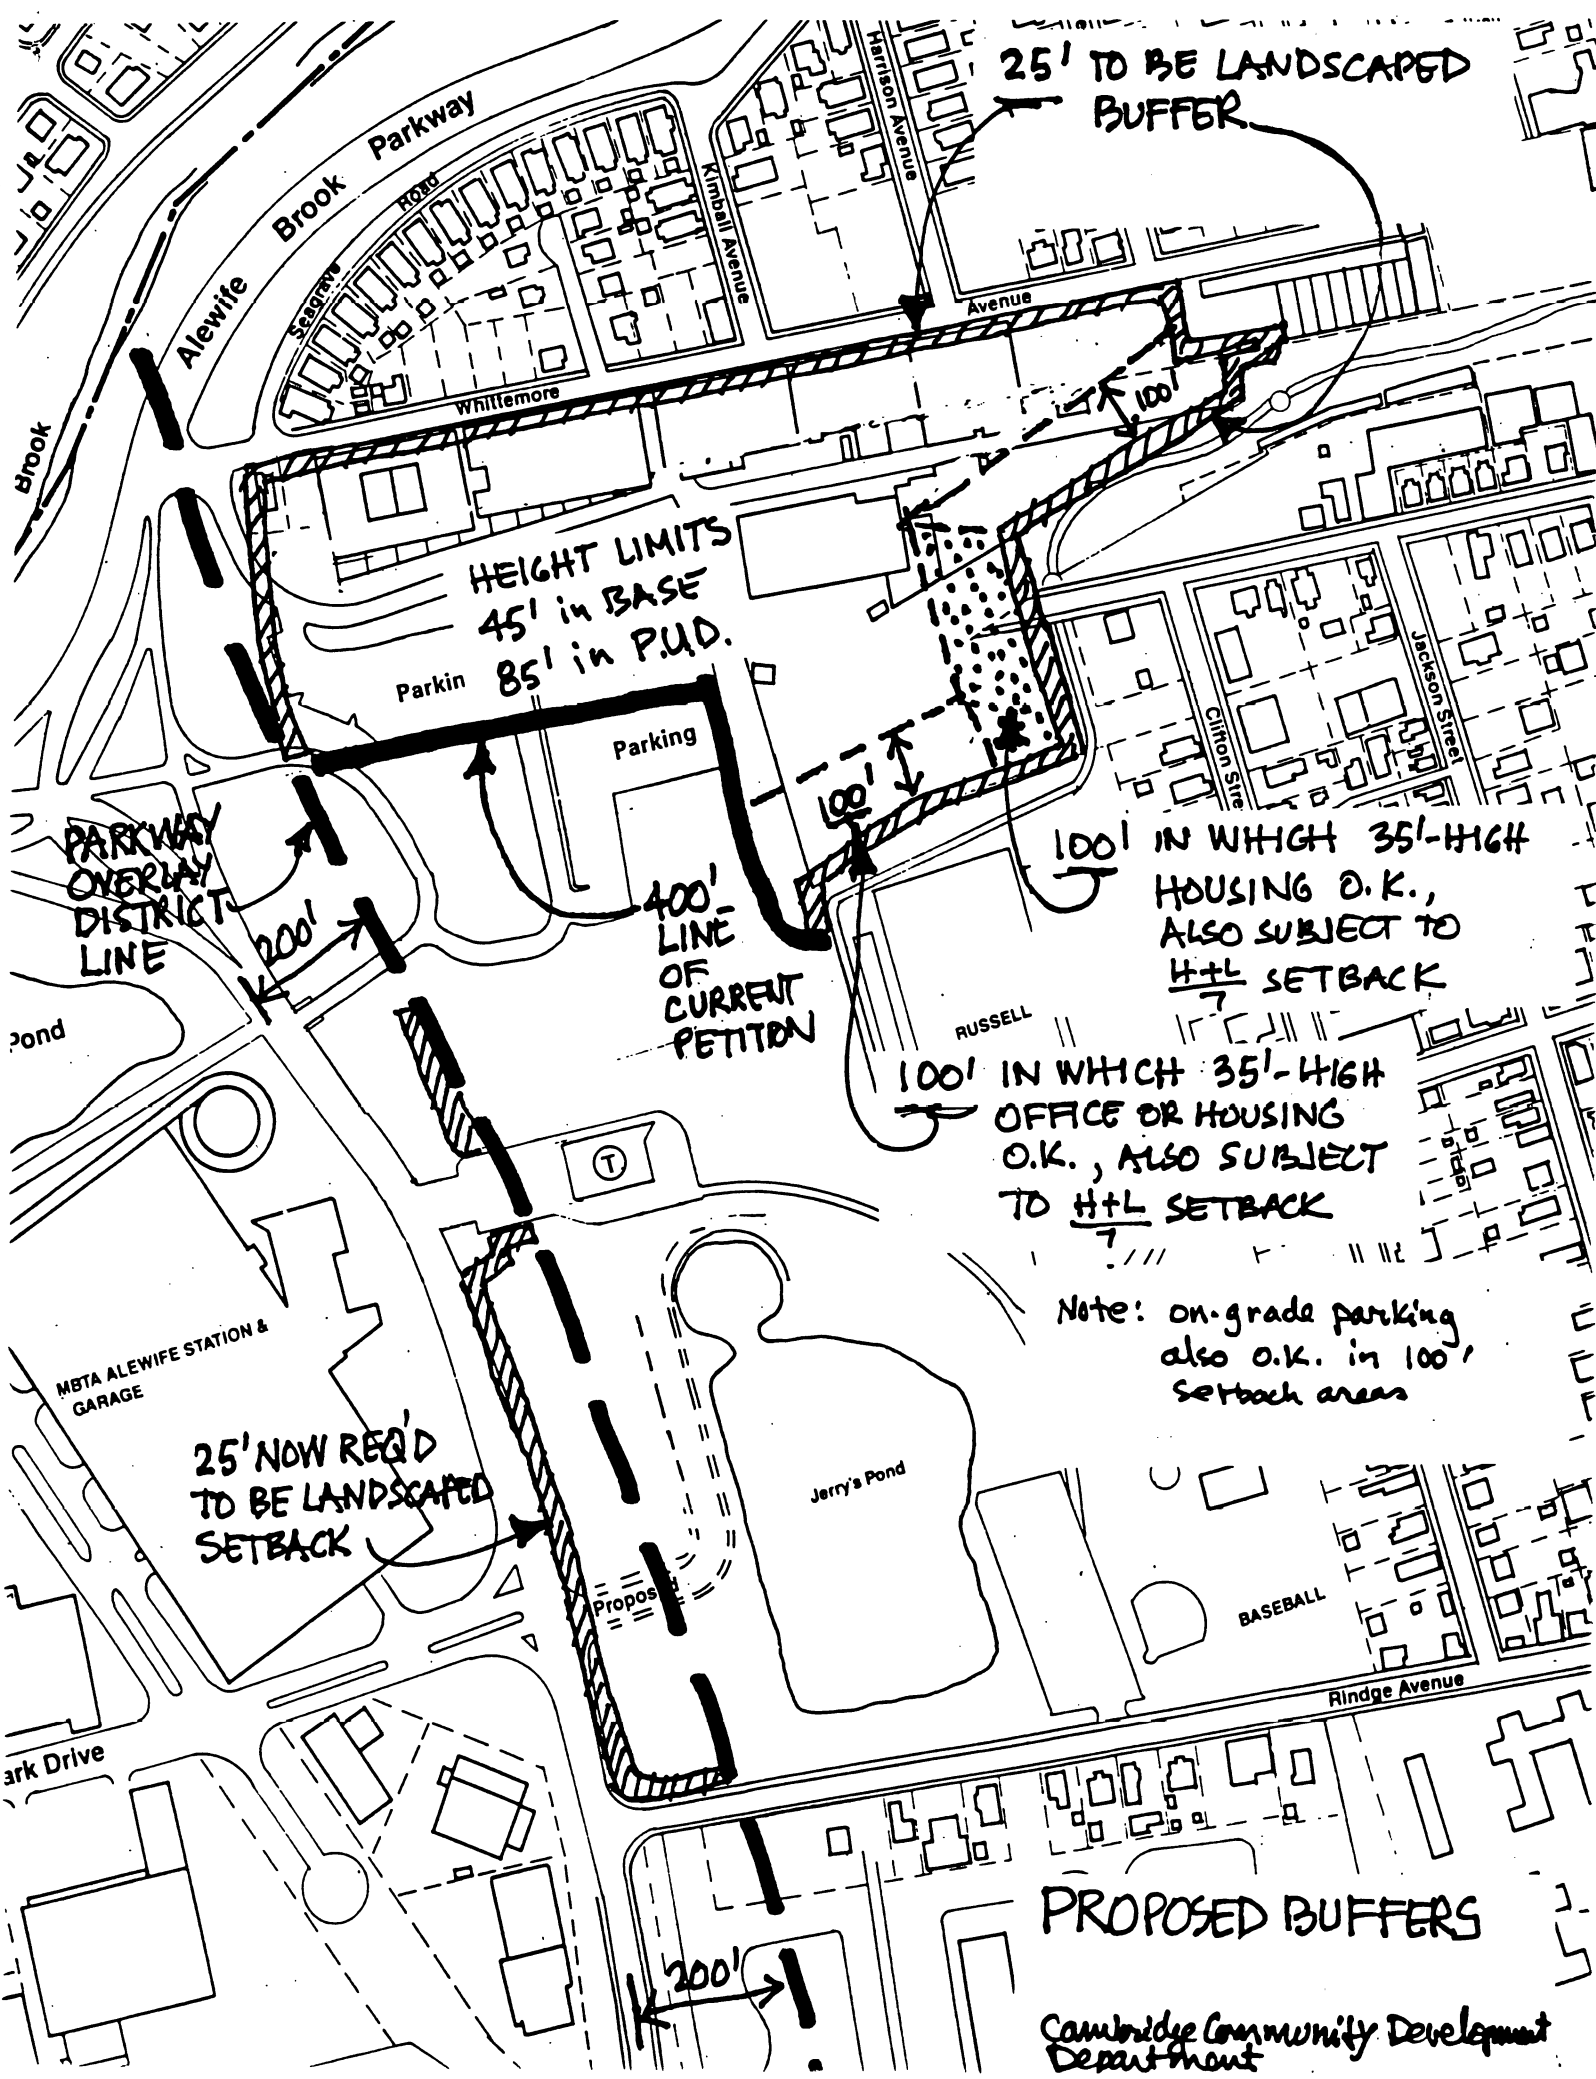 25' TO BE LANDSCAPED
BUFFER
Harrison Avenue
Parkway
Brook
Alewife
Road
Seagrave
Kimball Avenue
Avenue
Whittemore
100'
Brook
HEIGHT LIMITS
45' in BASE
85' in P.U.D.
Parkin
Parking
Jackson Street
Clifton Stre
100'
PARKWAY
OVERLAY
DISTRICT
LINE
200'
400'
LINE
OF
CURRENT
PETITION
100' IN WHICH 35'-HIGH
HOUSING O.K.,
ALSO SUBJECT TO
H+L
7
SETBACK
Pond
RUSSELL
100' IN WHICH 35'-HIGH
OFFICE OR HOUSING
O.K., ALSO SUBJECT
TO H+L SETBACK
7
T
Note: on-grade parking
also O.K. in 100'
setback areas
MBTA ALEWIFE STATION &
GARAGE
25' NOW REQ'D
TO BE LANDSCAPED
SETBACK
Jerry's Pond
Propos
BASEBALL
Rindge Avenue
ark Drive
PROPOSED BUFFERS
200'
Cambridge Community Development
Department